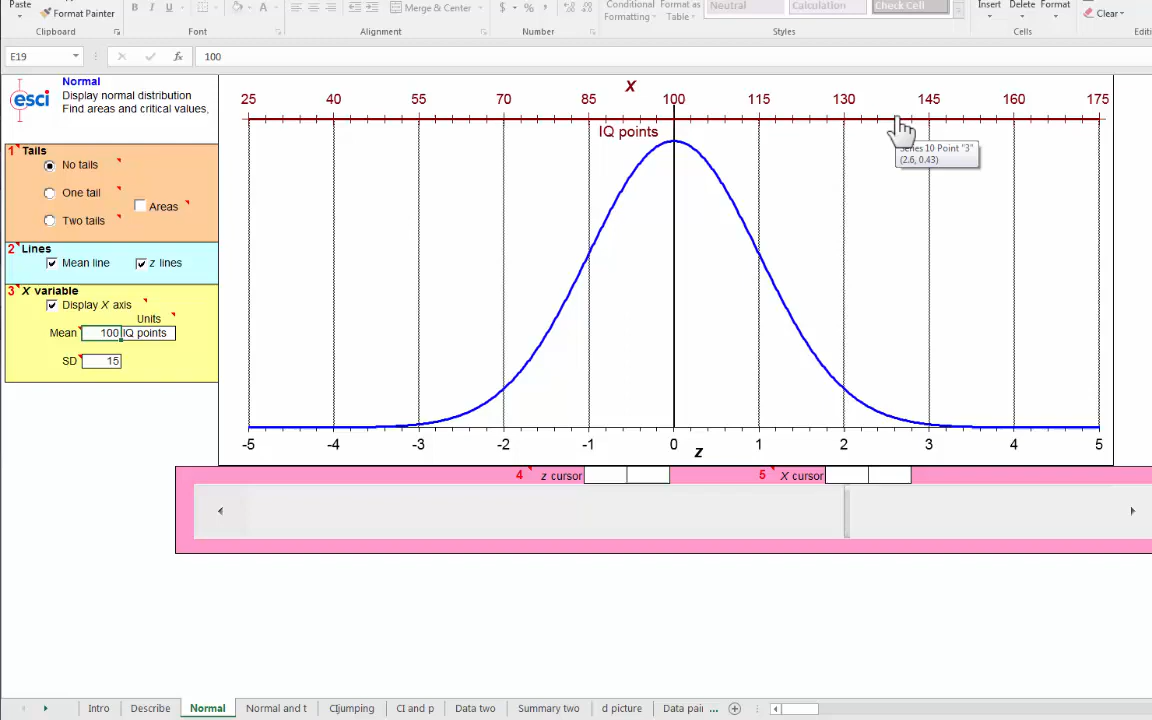 Paste
Format Painter
B I U A
Merge & Center
$ % ,
Conditional Formatting
Format as Table
Neutral
Calculation
Check Cell
Insert
Delete
Format
Clear
Clipboard
Font
Alignment
Number
Styles
Cells
E19
fx
100
esci
Normal
Display normal distribution
Find areas and critical values,
1 Tails
No tails
One tail
Areas
Two tails
2 Lines
Mean line
z lines
3 X variable
Display X axis
Units
Mean 100 IQ points
SD 15
X
25 40 55 70 85 100 115 130 145 160 175
IQ points
Series 10 Point "3"
(2.6, 0.43)
-5 -4 -3 -2 -1 0 1 2 3 4 5
z
4 z cursor
5 X cursor
Intro
Describe
Normal
Normal and t
CIjumping
CI and p
Data two
Summary two
d picture
Data pair ...